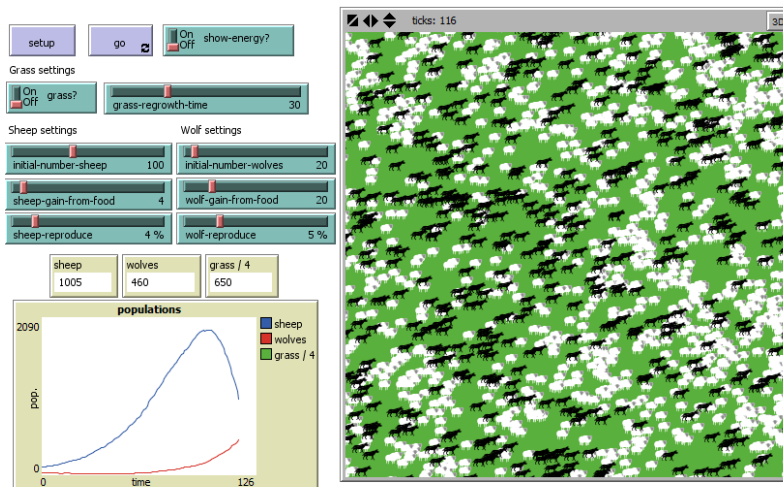 ticks: 116
3D
setup
go
On
Off
show-energy?
Grass settings
On
Off
grass?
grass-regrowth-time 30
Sheep settings
Wolf settings
initial-number-sheep 100
initial-number-wolves 20
sheep-gain-from-food 4
wolf-gain-from-food 20
sheep-reproduce 4 %
wolf-reproduce 5 %
sheep
1005
wolves
460
grass / 4
650
populations
2090
pop.
0
0
time
126
sheep
wolves
grass / 4